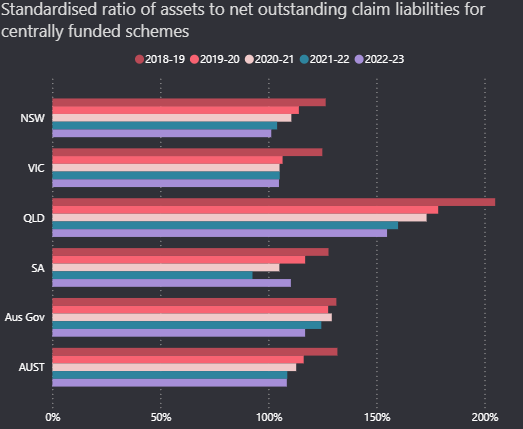 Standardised ratio of assets to net outstanding claim liabilities for
centrally funded schemes
2018-19 2019-20 2020-21 2021-22 2022-23
NSW
VIC
QLD
SA
Aus Gov
AUST
0% 50% 100% 150% 200%